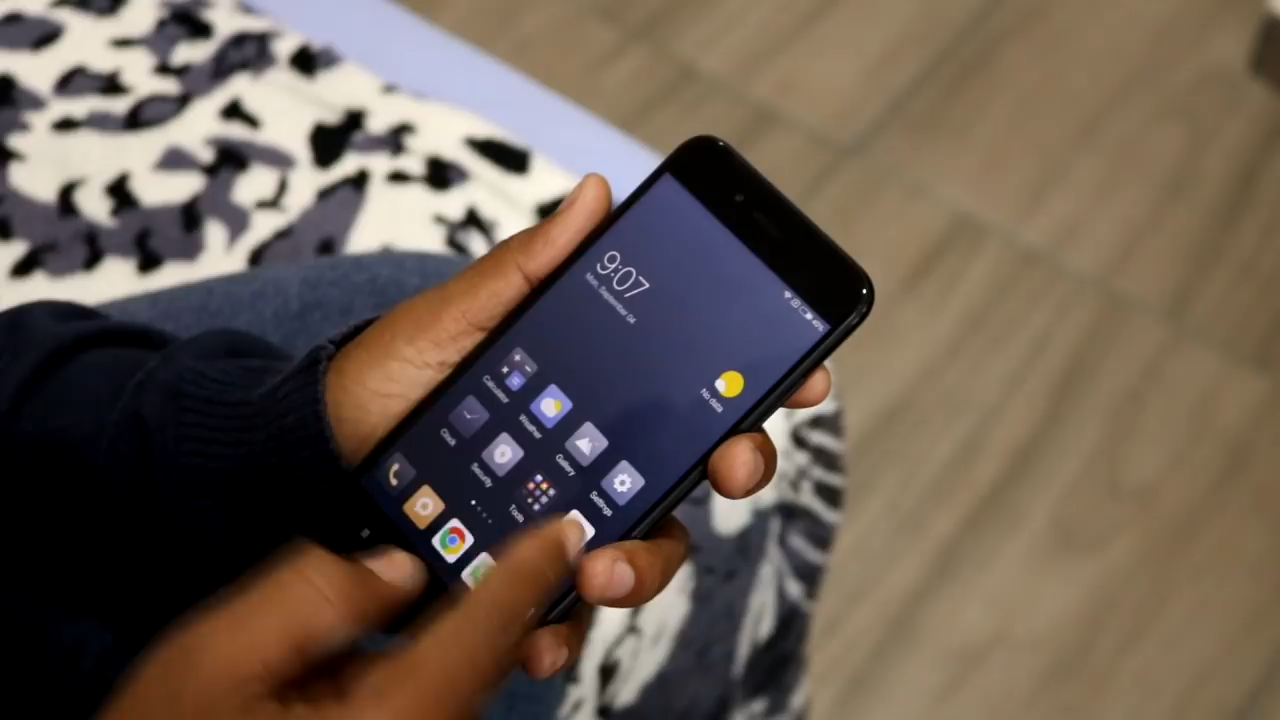 9:07
Mon, September 04
No data
Calculator
Weather
Gallery
Settings
Clock
Security
Tools